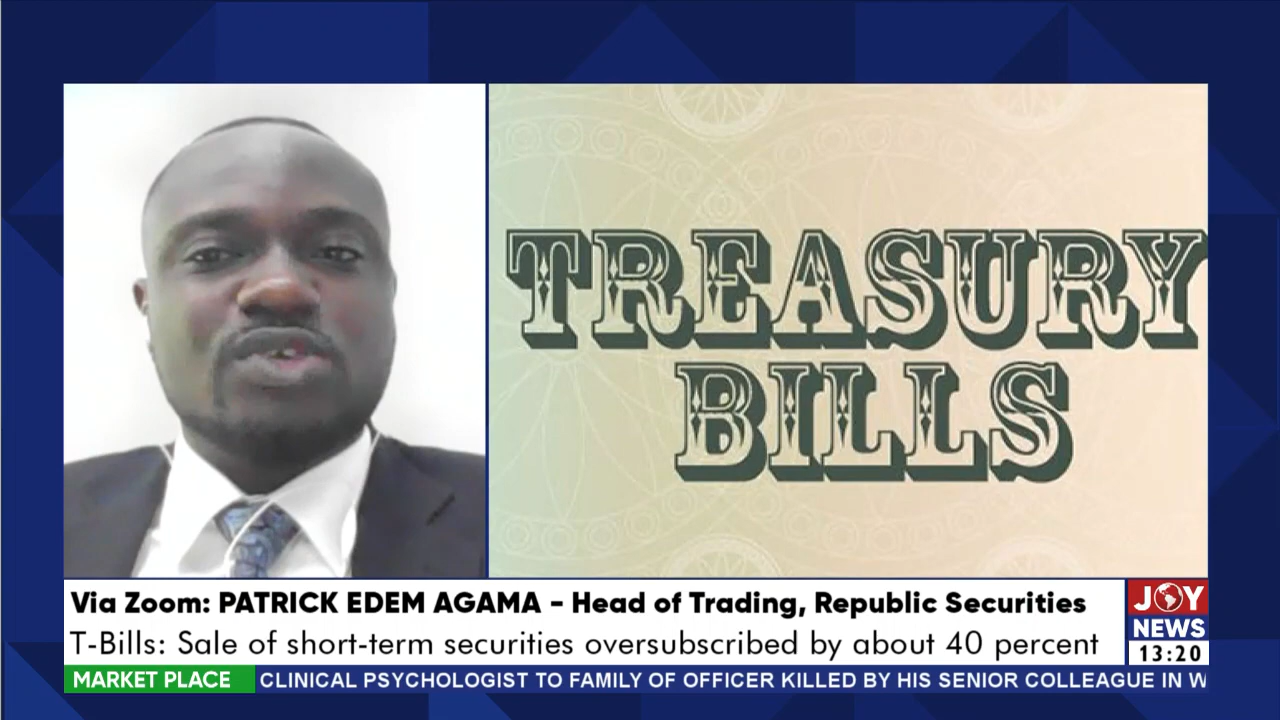 TREASURY
BILLS
Via Zoom: PATRICK EDEM AGAMA - Head of Trading, Republic Securities
T-Bills: Sale of short-term securities oversubscribed by about 40 percent
JOY
NEWS
13:20
MARKET PLACE
CLINICAL PSYCHOLOGIST TO FAMILY OF OFFICER KILLED BY HIS SENIOR COLLEAGUE IN W